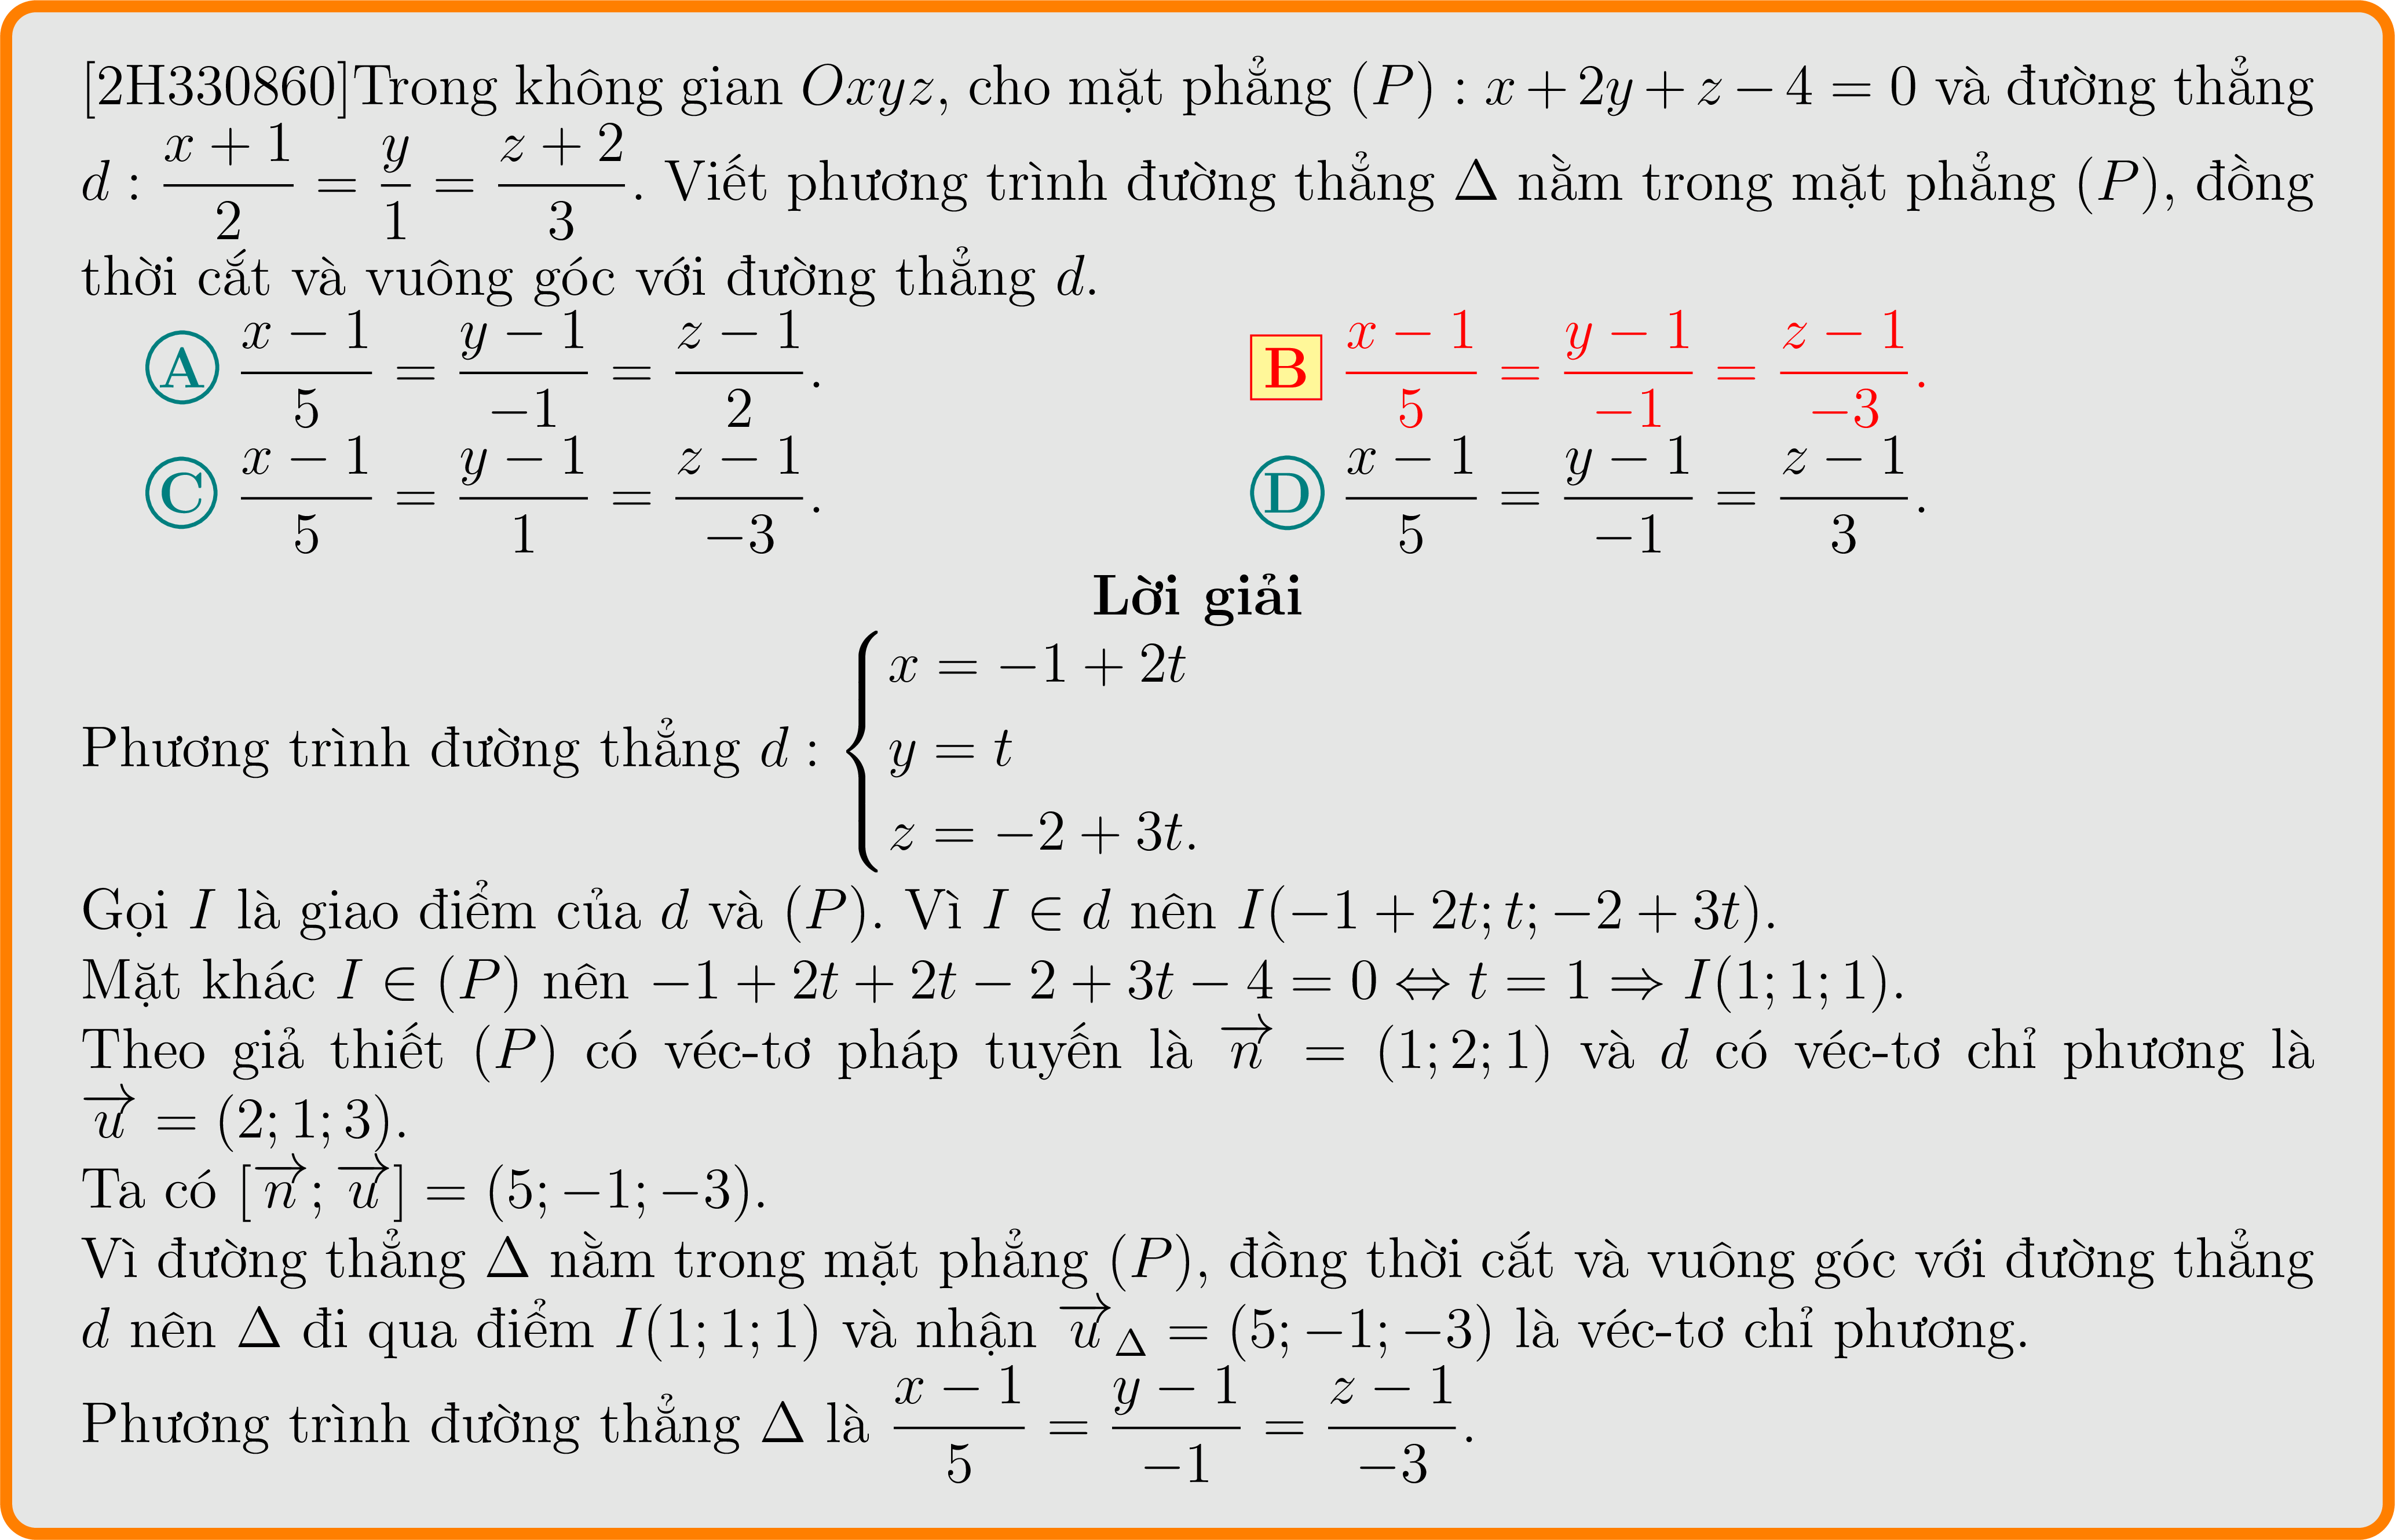 [2H330860]Trong không gian Oxyz, cho mặt phẳng (P) : x + 2y + z − 4 = 0 và đường thẳng
d : \frac{x + 1}{2} = \frac{y}{1} = \frac{z + 2}{3}. Viết phương trình đường thẳng Δ nằm trong mặt phẳng (P), đồng
thời cắt và vuông góc với đường thẳng d.
A \frac{x − 1}{5} = \frac{y − 1}{−1} = \frac{z − 1}{2}. B \frac{x − 1}{5} = \frac{y − 1}{−1} = \frac{z − 1}{−3}.
C \frac{x − 1}{5} = \frac{y − 1}{1} = \frac{z − 1}{−3}. D \frac{x − 1}{5} = \frac{y − 1}{−1} = \frac{z − 1}{3}.
Lời giải
Phương trình đường thẳng d : \begin{cases} x = −1 + 2t \\ y = t \\ z = −2 + 3t. \end{cases}
Gọi I là giao điểm của d và (P). Vì I ∈ d nên I(−1 + 2t; t; −2 + 3t).
Mặt khác I ∈ (P) nên −1 + 2t + 2t − 2 + 3t − 4 = 0 ⇔ t = 1 ⇒ I(1; 1; 1).
Theo giả thiết (P) có véc-tơ pháp tuyến là \overrightarrow{n} = (1; 2; 1) và d có véc-tơ chỉ phương là
\overrightarrow{u} = (2; 1; 3).
Ta có [\overrightarrow{n}; \overrightarrow{u}] = (5; −1; −3).
Vì đường thẳng Δ nằm trong mặt phẳng (P), đồng thời cắt và vuông góc với đường thẳng
d nên Δ đi qua điểm I(1; 1; 1) và nhận \overrightarrow{u}_Δ = (5; −1; −3) là véc-tơ chỉ phương.
Phương trình đường thẳng Δ là \frac{x − 1}{5} = \frac{y − 1}{−1} = \frac{z − 1}{−3}.